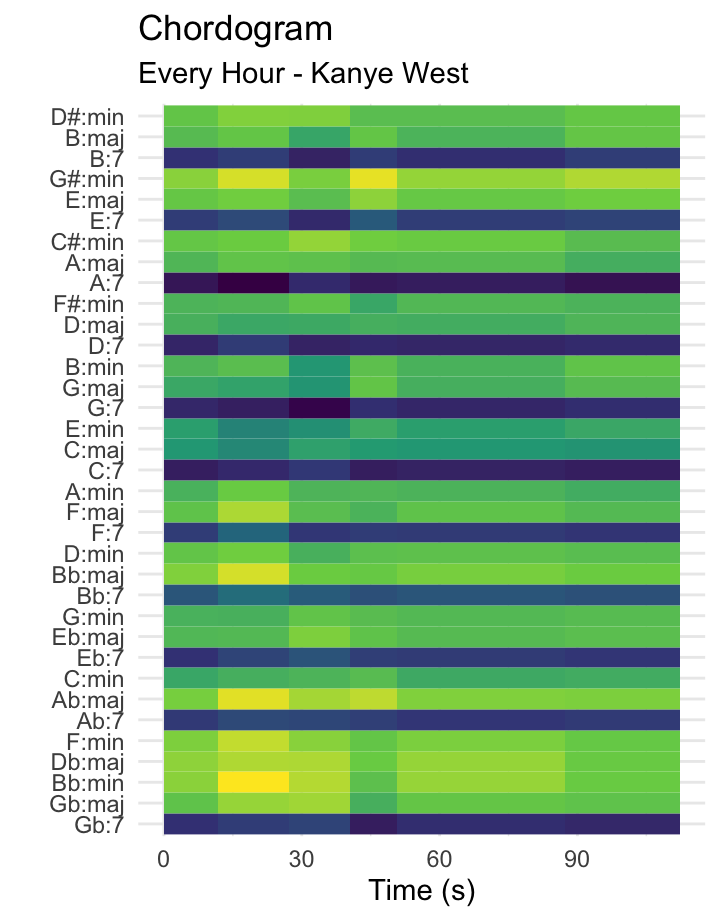 Chordogram
Every Hour - Kanye West
D#:min
B:maj
B:7
G#:min
E:maj
E:7
C#:min
A:maj
A:7
F#:min
D:maj
D:7
B:min
G:maj
G:7
E:min
C:maj
C:7
A:min
F:maj
F:7
D:min
Bb:maj
Bb:7
G:min
Eb:maj
Eb:7
C:min
Ab:maj
Ab:7
F:min
Db:maj
Bb:min
Gb:maj
Gb:7
0 30 60 90
Time (s)